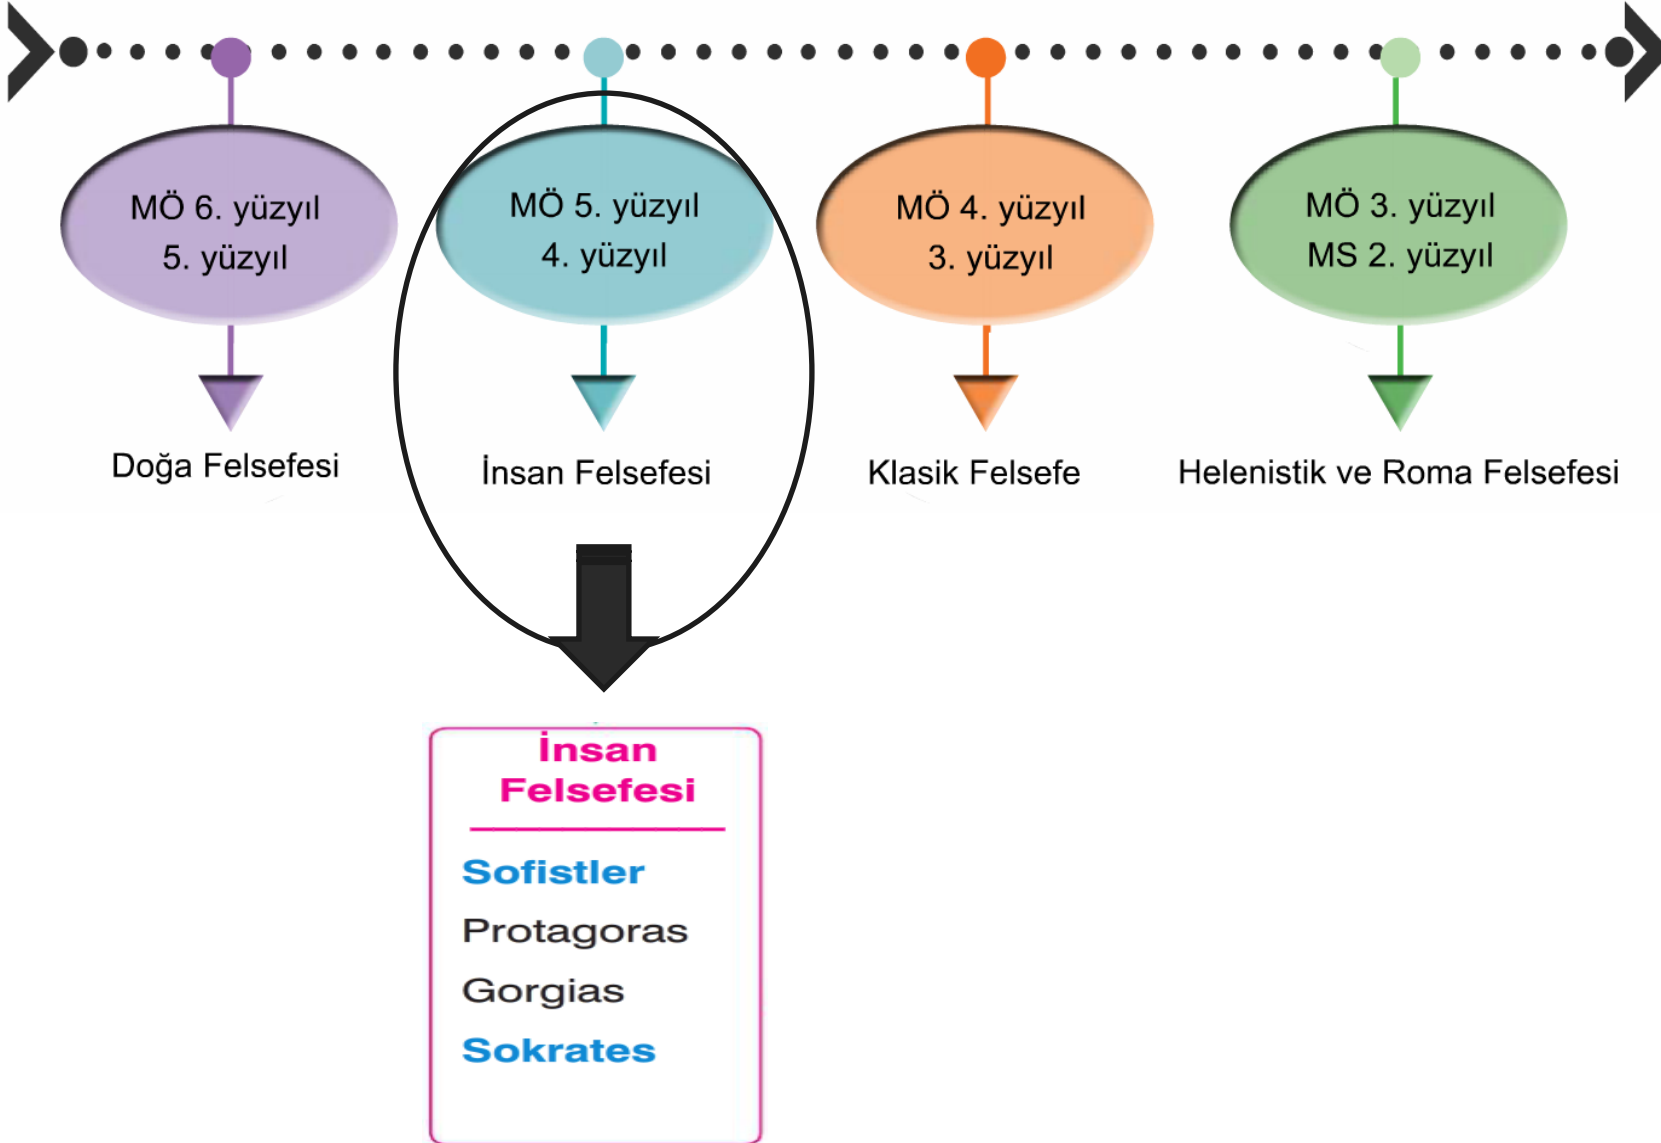 MÖ 6. yüzyıl
5. yüzyıl
MÖ 5. yüzyıl
4. yüzyıl
MÖ 4. yüzyıl
3. yüzyıl
MÖ 3. yüzyıl
MS 2. yüzyıl
Doğa Felsefesi
İnsan Felsefesi
Klasik Felsefe
Helenistik ve Roma Felsefesi
İnsan
Felsefesi
Sofistler
Protagoras
Gorgias
Sokrates